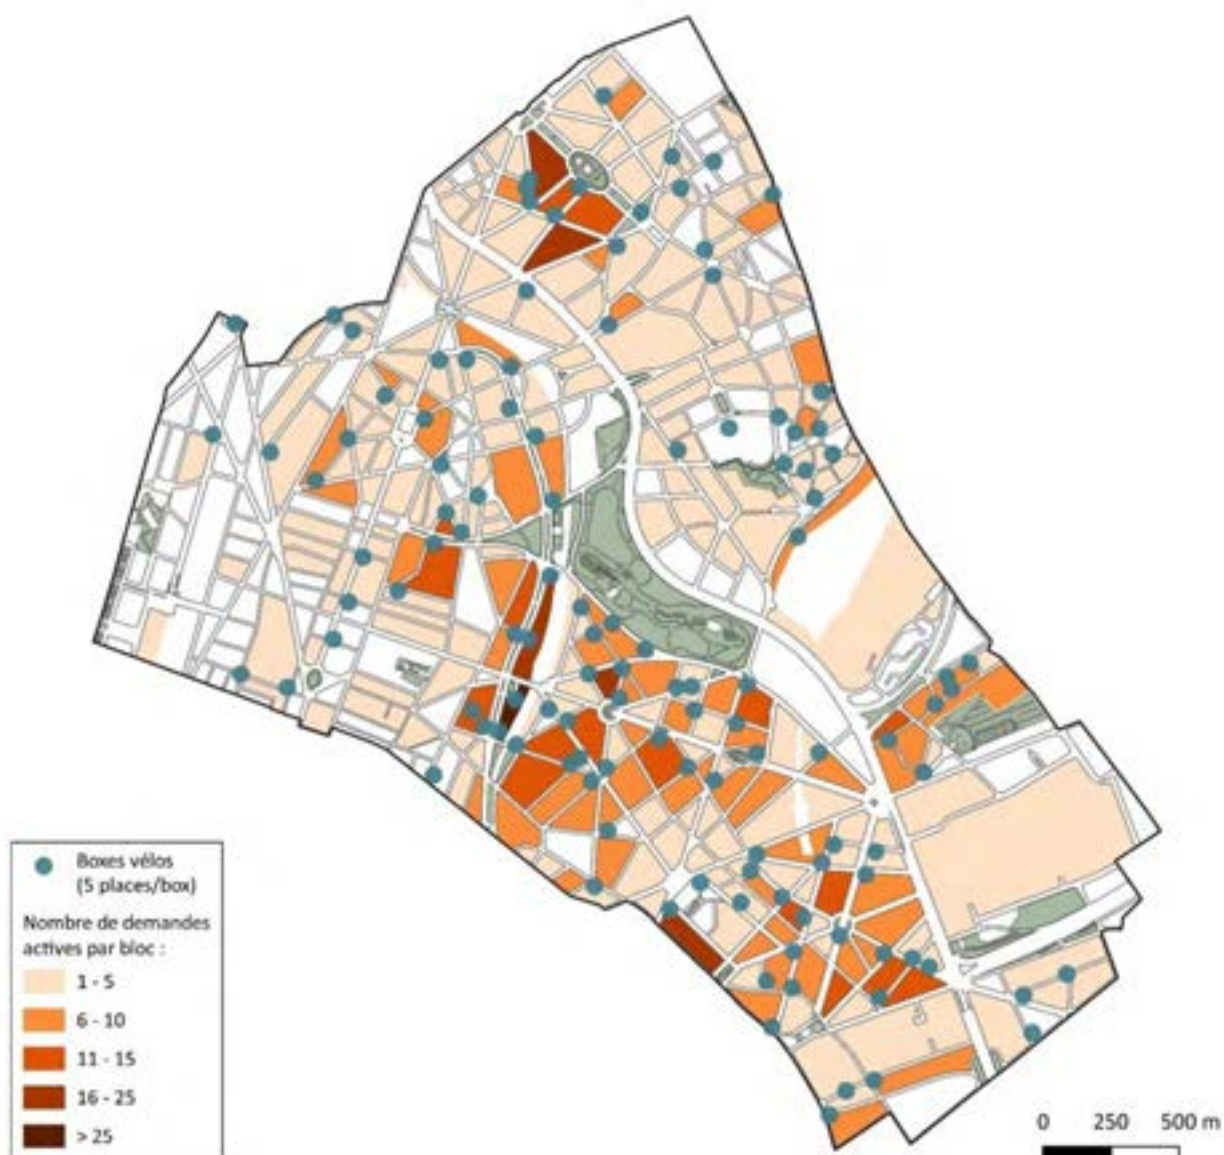 Boxes vélos
(5 places/box)
Nombre de demandes
actives par bloc :
1 - 5
6 - 10
11 - 15
16 - 25
> 25
0 250 500 m